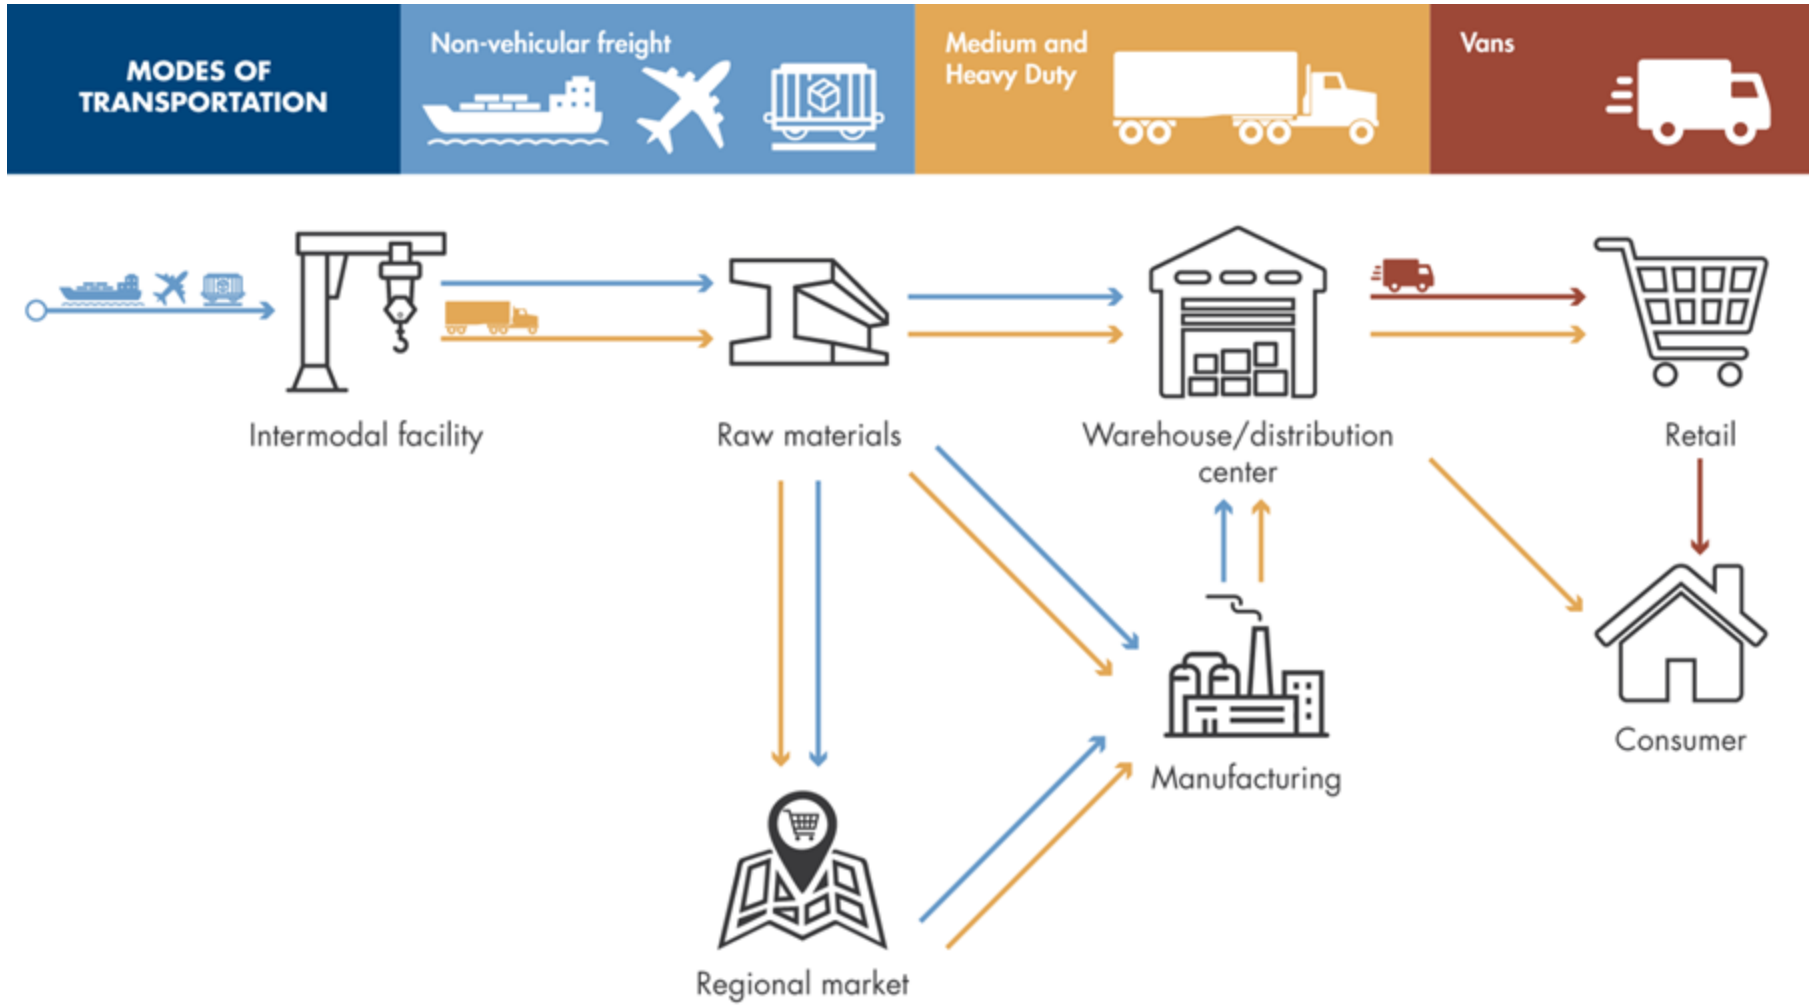 MODES OF
TRANSPORTATION
Non-vehicular freight
Medium and
Heavy Duty
Vans
Intermodal facility
Raw materials
Warehouse/distribution
center
Retail
Manufacturing
Consumer
Regional market